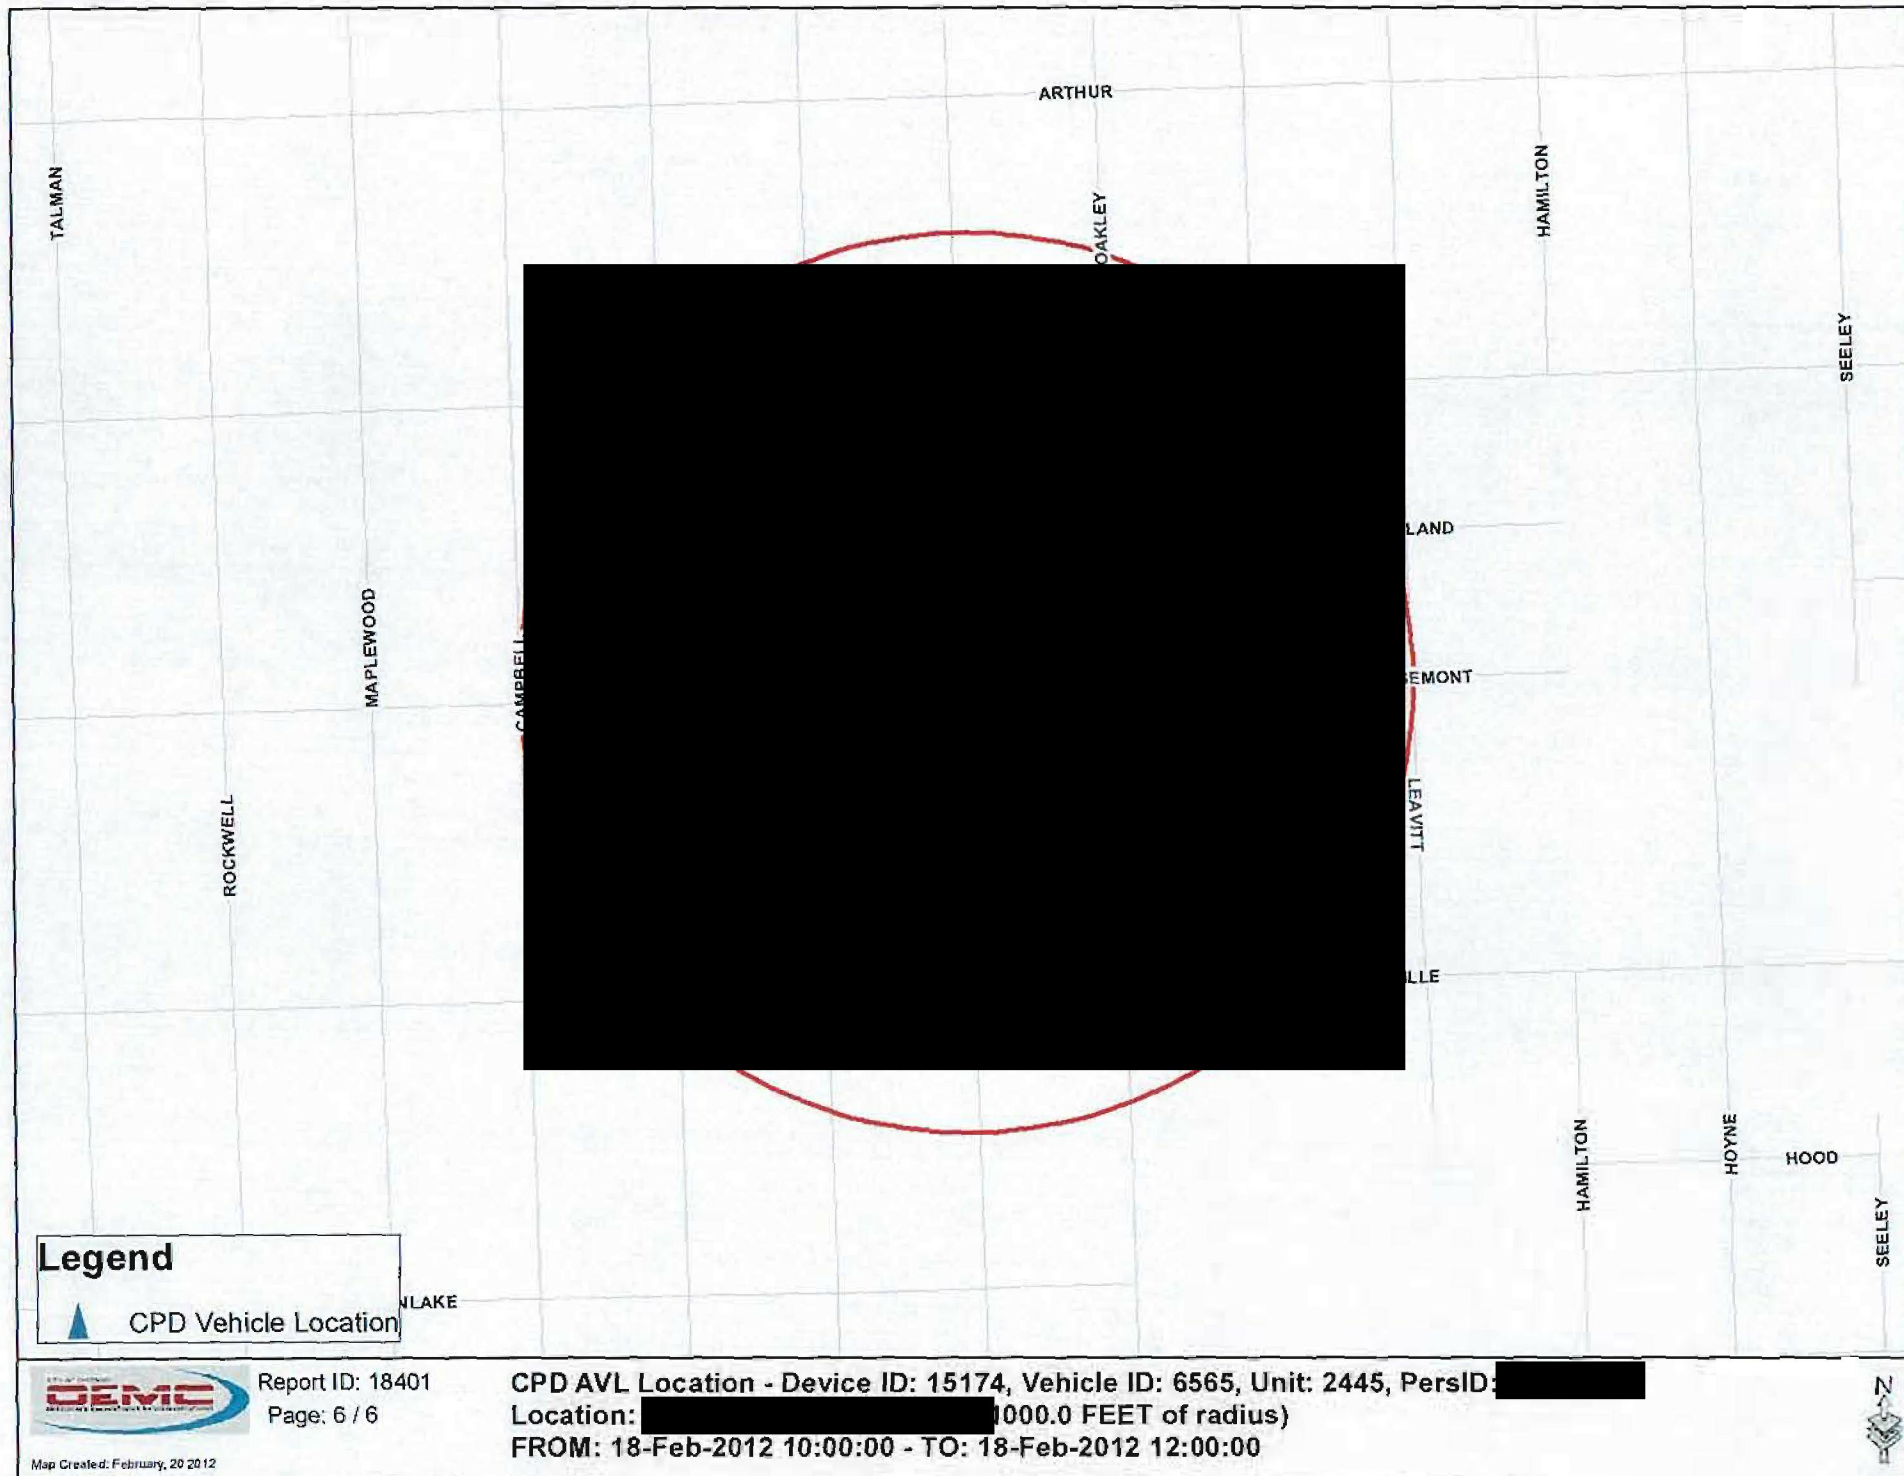 ARTHUR
TALMAN
HAMILTON
OAKLEY
SEELEY
LAND
MAPLEWOOD
CAMPBELL
EMONT
LEAVITT
ROCKWELL
LLE
HAMILTON
HOYNE
HOOD
SEELEY
Legend
CPD Vehicle Location
LAKE
OEMC
Report ID: 18401
Page: 6 / 6
Map Created: February, 20 2012
CPD AVL Location - Device ID: 15174, Vehicle ID: 6565, Unit: 2445, PersID:
Location: 1000.0 FEET of radius)
FROM: 18-Feb-2012 10:00:00 - TO: 18-Feb-2012 12:00:00
N